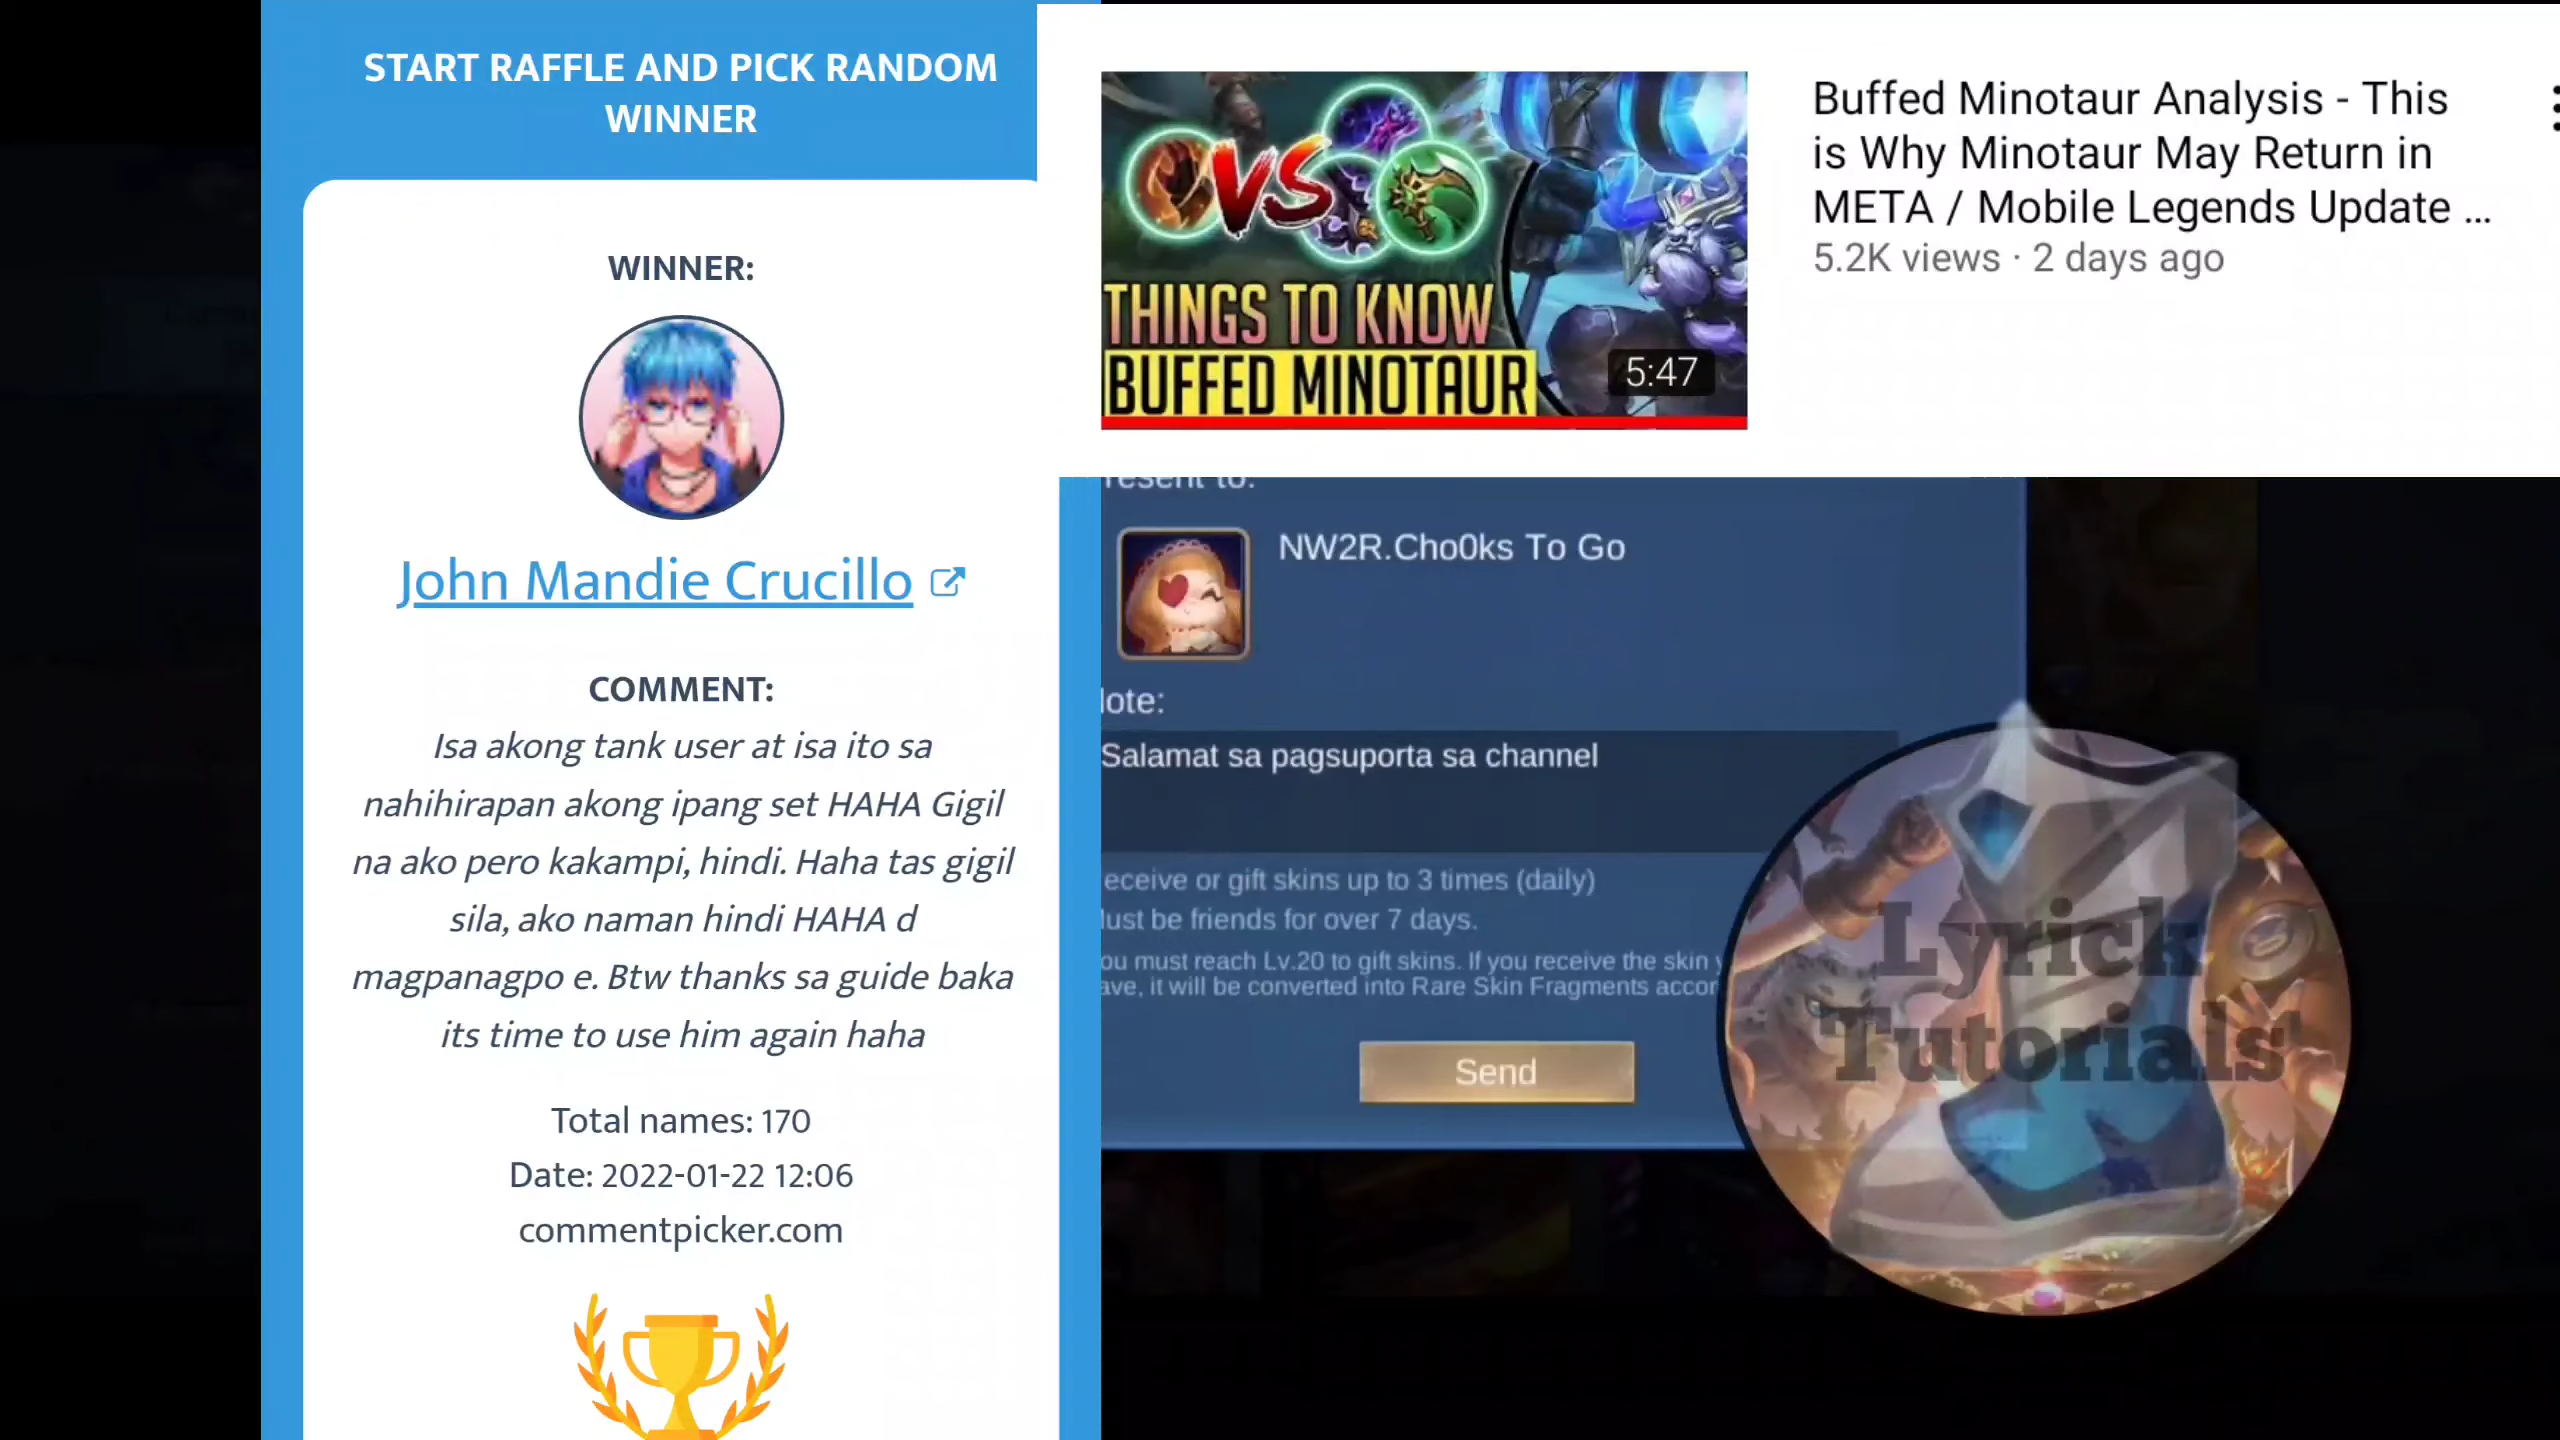 START RAFFLE AND PICK RANDOM
WINNER
WINNER:
John Mandie Crucillo
COMMENT:
Isa akong tank user at isa ito sa
nahihirapan akong ipang set HAHA Gigil
na ako pero kakampi, hindi. Haha tas gigil
sila, ako naman hindi HAHA d
magpanagpo e. Btw thanks sa guide baka
its time to use him again haha
Total names: 170
Date: 2022-01-22 12:06
commentpicker.com
VS
THINGS TO KNOW
BUFFED MINOTAUR
5:47
Buffed Minotaur Analysis - This
is Why Minotaur May Return in
META / Mobile Legends Update ...
5.2K views · 2 days ago
resent to:
NW2R.Cho0ks To Go
lote:
Salamat sa pagsuporta sa channel
eceive or gift skins up to 3 times (daily)
lust be friends for over 7 days.
ou must reach Lv.20 to gift skins. If you receive the skin
ave, it will be converted into Rare Skin Fragments accor
Send
Lyrick
Tutorials